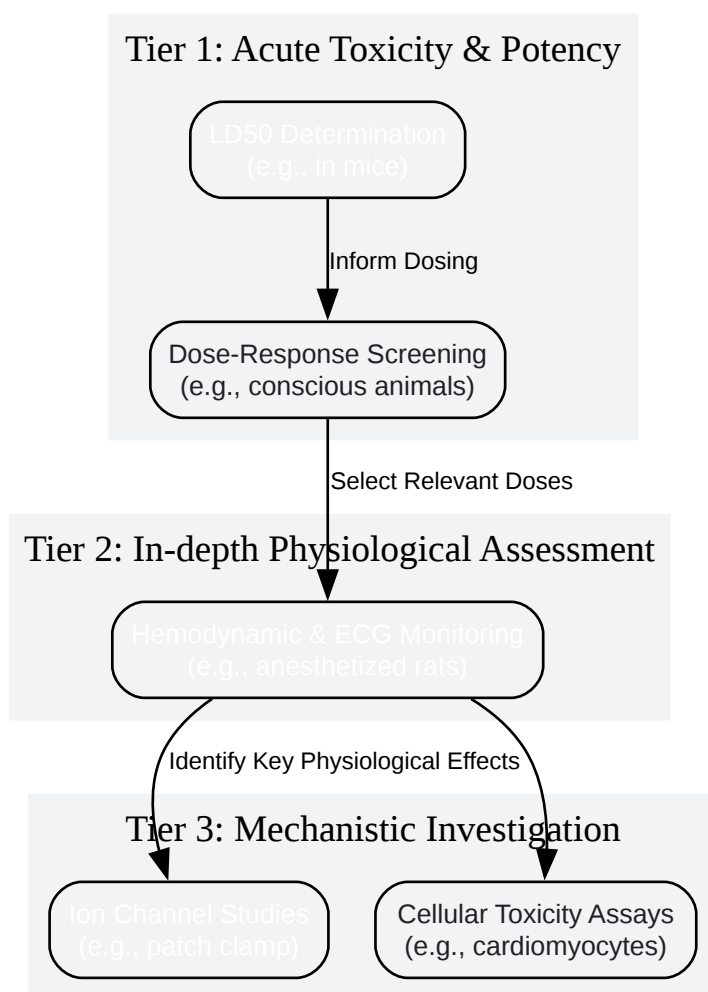 Tier 1: Acute Toxicity & Potency
LD50 Determination
(e.g., in mice)
Inform Dosing
Dose-Response Screening
(e.g., conscious animals)
Select Relevant Doses
Tier 2: In-depth Physiological Assessment
Hemodynamic & ECG Monitoring
(e.g., anesthetized rats)
Identify Key Physiological Effects
Tier 3: Mechanistic Investigation
Ion Channel Studies
(e.g., patch clamp)
Cellular Toxicity Assays
(e.g., cardiomyocytes)